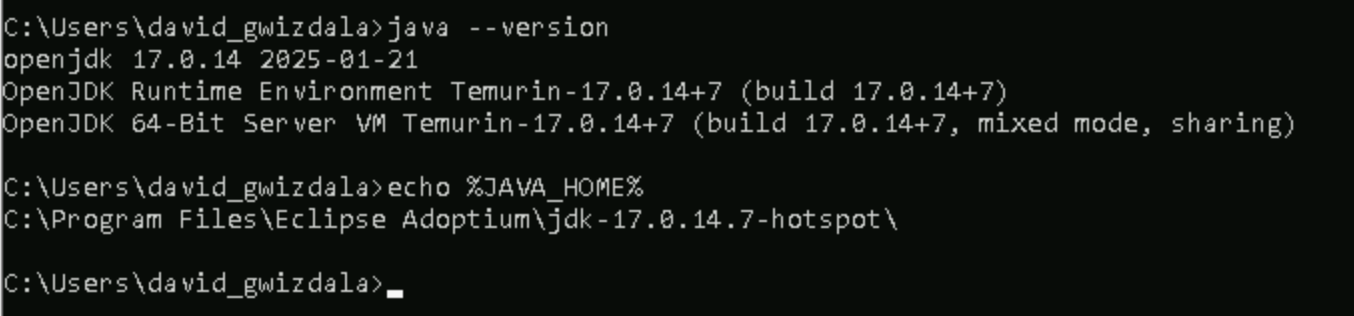 C:\Users\david_gwizdala>java --version
openjdk 17.0.14 2025-01-21
OpenJDK Runtime Environment Temurin-17.0.14+7 (build 17.0.14+7)
OpenJDK 64-Bit Server VM Temurin-17.0.14+7 (build 17.0.14+7, mixed mode, sharing)
C:\Users\david_gwizdala>echo %JAVA_HOME%
C:\Program Files\Eclipse Adoptium\jdk-17.0.14.7-hotspot\
C:\Users\david_gwizdala>